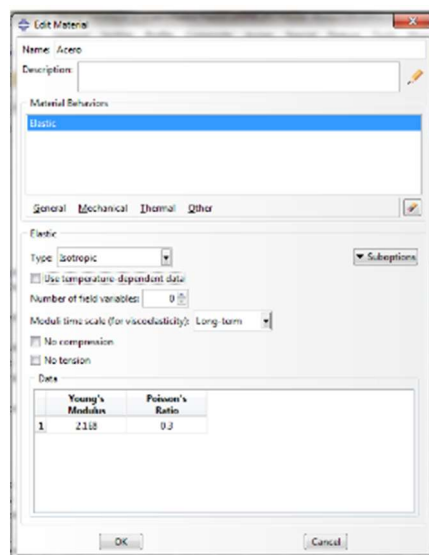 Edit Material
Name: Acero
Description:
Material Behaviors
Elastic
General Mechanical Thermal Other
Elastic
Type: Isotropic
Suboptions
Use temperature-dependent data
Number of field variables: 0
Moduli time scale (for viscoelasticity): Long-term
No compression
No tension
Data
Young's Modulus
Poisson's Ratio
1 0.3
OK Cancel